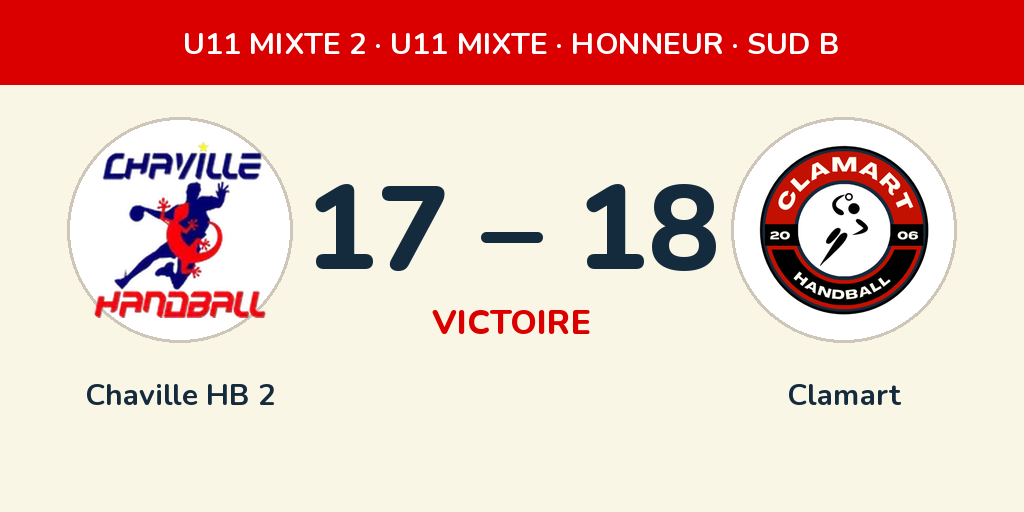 U11 MIXTE 2 · U11 MIXTE · HONNEUR · SUD B
CHAVILLE
HANDBALL
17 – 18
CLAMART
20 06
HANDBALL
VICTOIRE
Chaville HB 2
Clamart